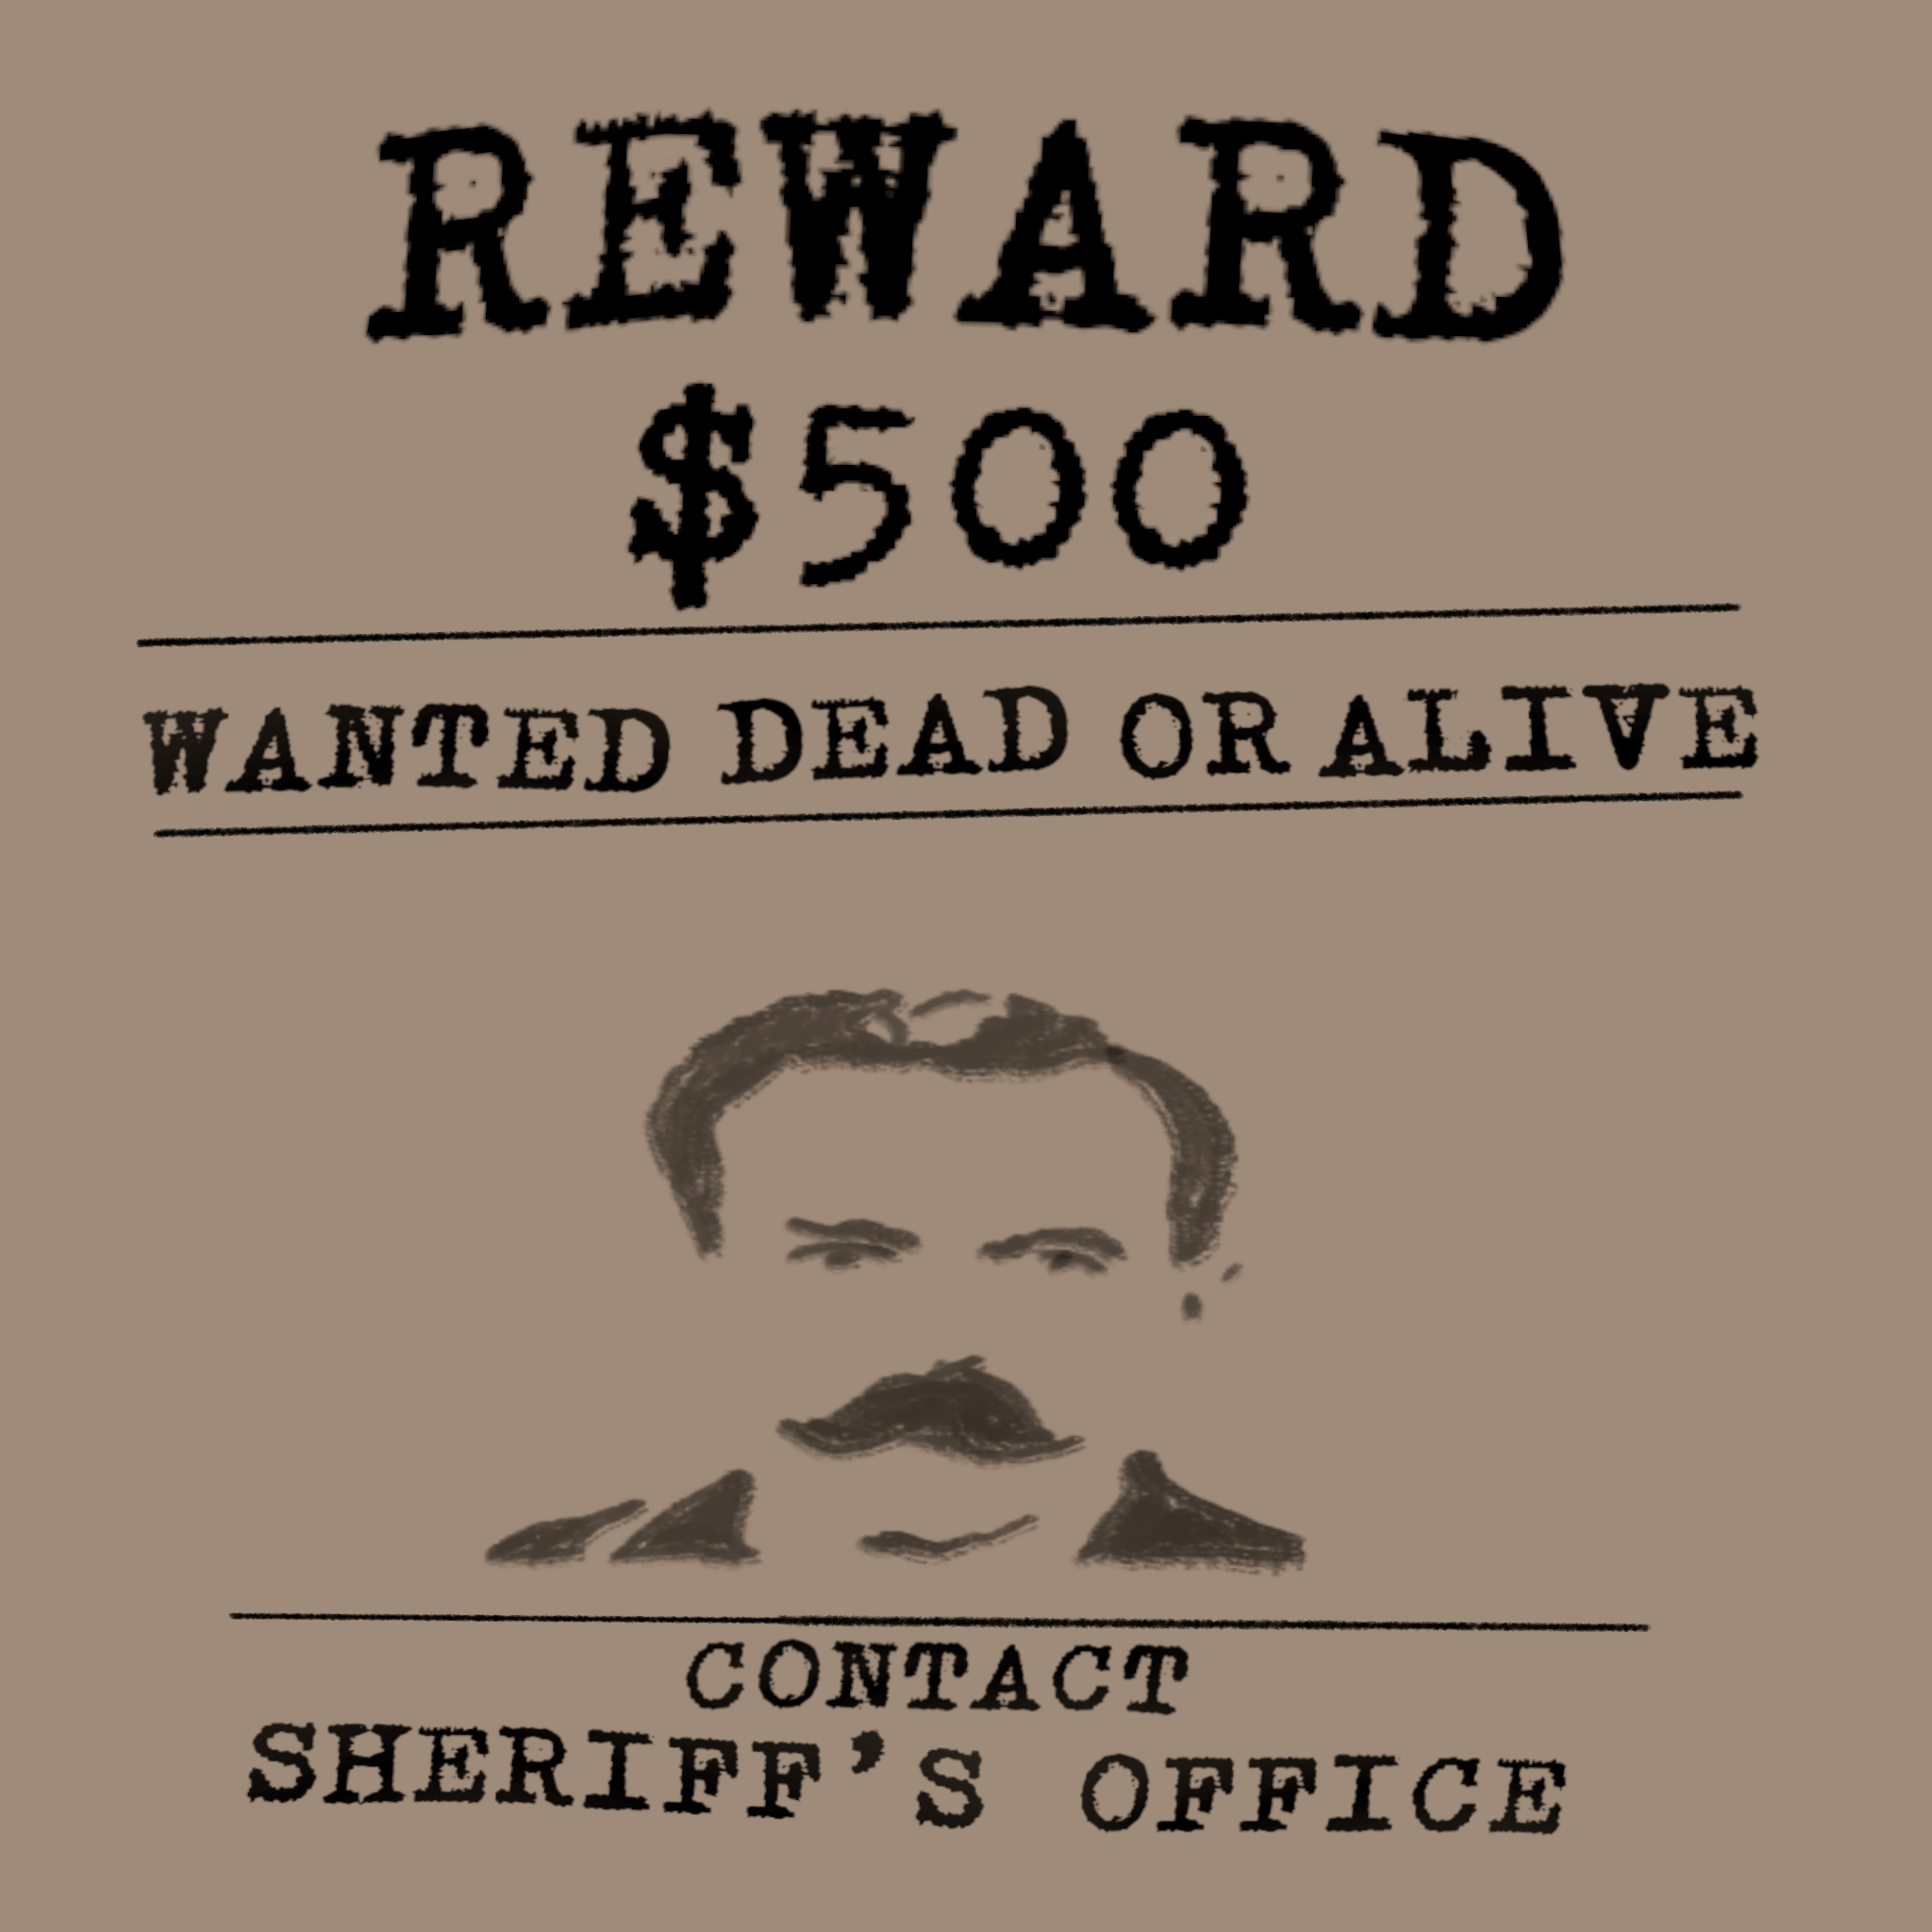 REWARD
$500
WANTED DEAD OR ALIVE
CONTACT
SHERIFF'S OFFICE